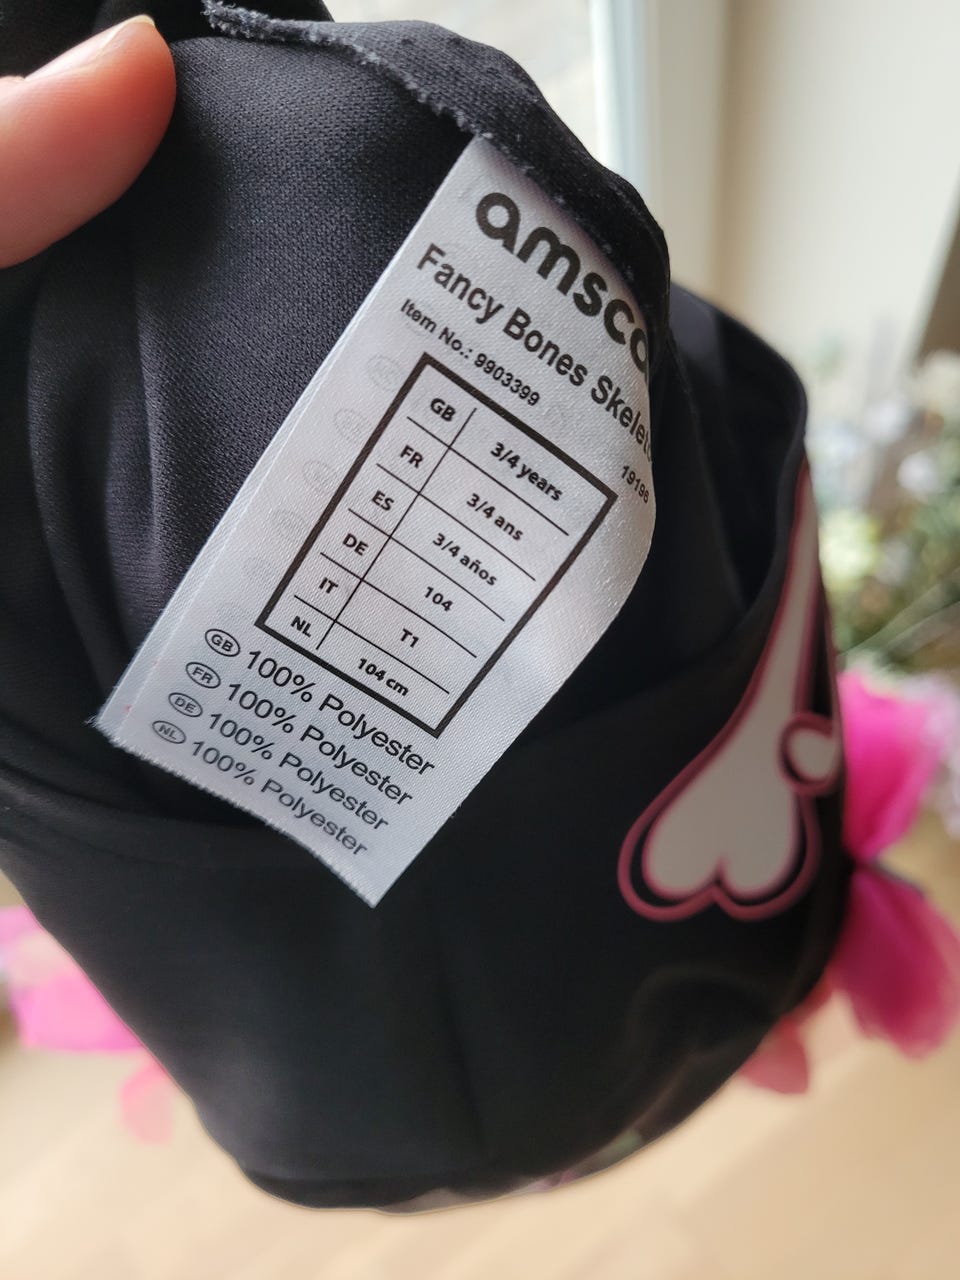 amsco
Fancy Bones Skelet
Item No.: 9903399
19196
GB 3/4 years
FR 3/4 ans
ES 3/4 años
DE 104
IT T1
NL 104 cm
GB 100% Polyester
FR 100% Polyester
DE 100% Polyester
NL 100% Polyester